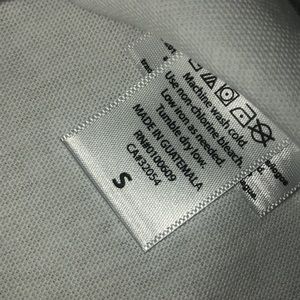 Machine wash cold.
Use non-chlorine bleach.
Low iron as needed.
Tumble dry low.
MADE IN GUATEMALA
RN#0100609
CA#32054
S